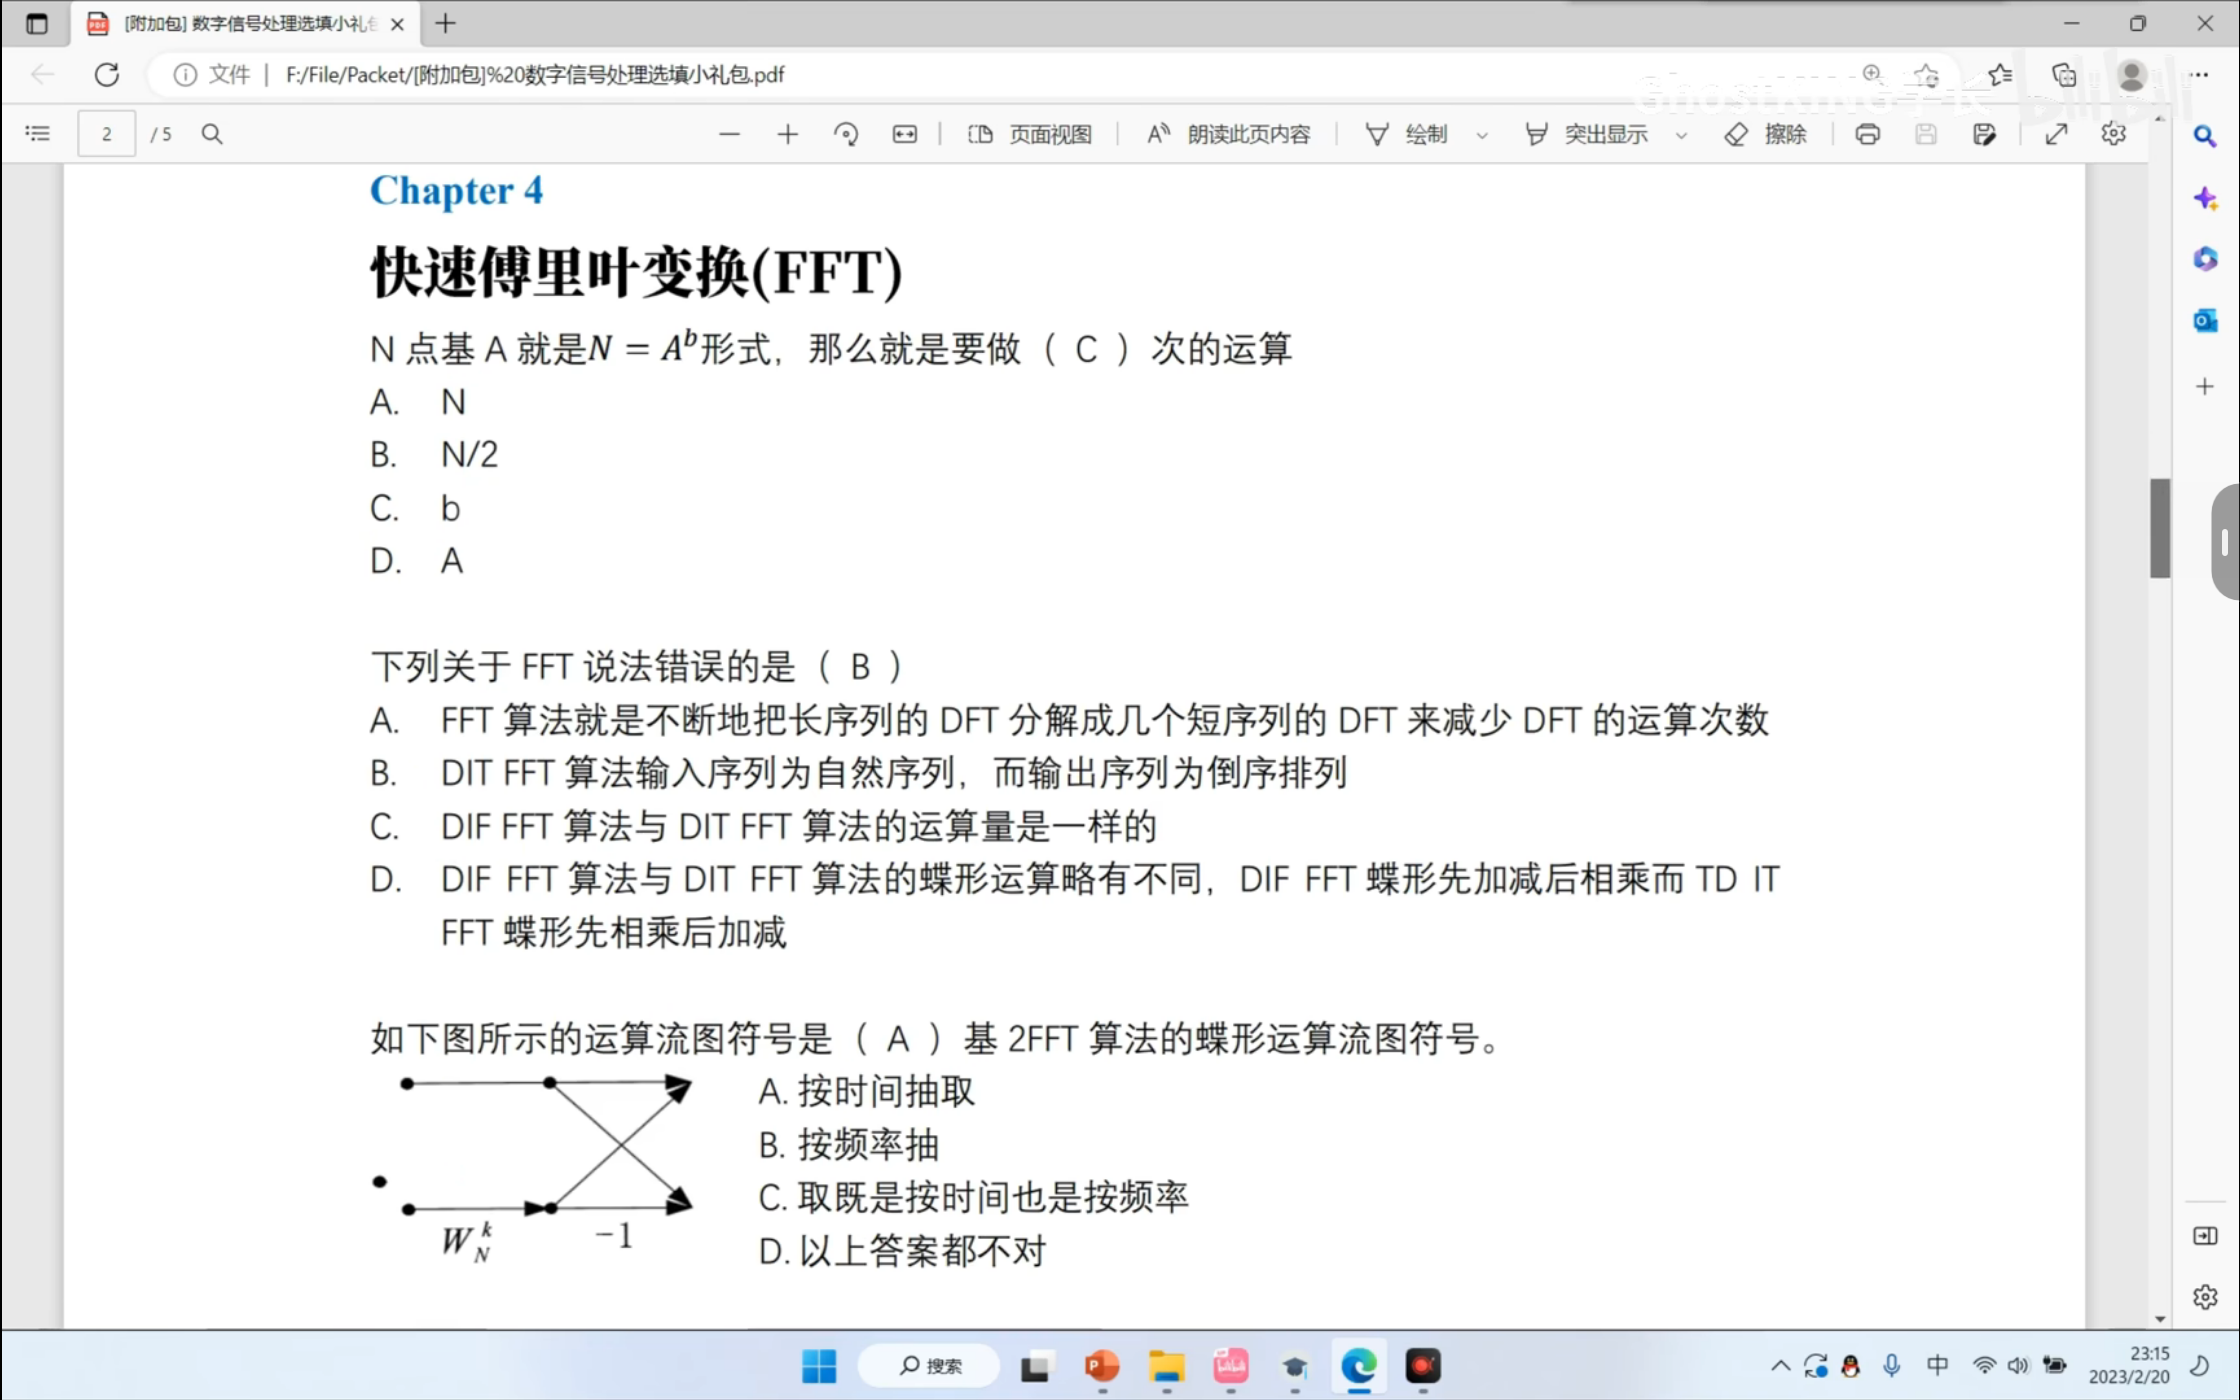 [附加包] 数字信号处理选填小礼包
文件 | F:/File/Packet/[附加包]%20数字信号处理选填小礼包.pdf
2 / 5 页面视图 朗读此页内容 绘制 突出显示 擦除
Chapter 4
快速傅里叶变换(FFT)
N 点基 A 就是N = A^b形式，那么就是要做（ C ）次的运算
A. N
B. N/2
C. b
D. A
下列关于 FFT 说法错误的是（ B ）
A. FFT 算法就是不断地把长序列的 DFT 分解成几个短序列的 DFT 来减少 DFT 的运算次数
B. DIT FFT 算法输入序列为自然序列，而输出序列为倒序排列
C. DIF FFT 算法与 DIT FFT 算法的运算量是一样的
D. DIF FFT 算法与 DIT FFT 算法的蝶形运算略有不同，DIF FFT 蝶形先加减后相乘而 TD IT
FFT 蝶形先相乘后加减
如下图所示的运算流图符号是（ A ）基 2FFT 算法的蝶形运算流图符号。
A. 按时间抽取
B. 按频率抽
C. 取既是按时间也是按频率
D. 以上答案都不对
W_N^k −1
搜索
中
23:15
2023/2/20